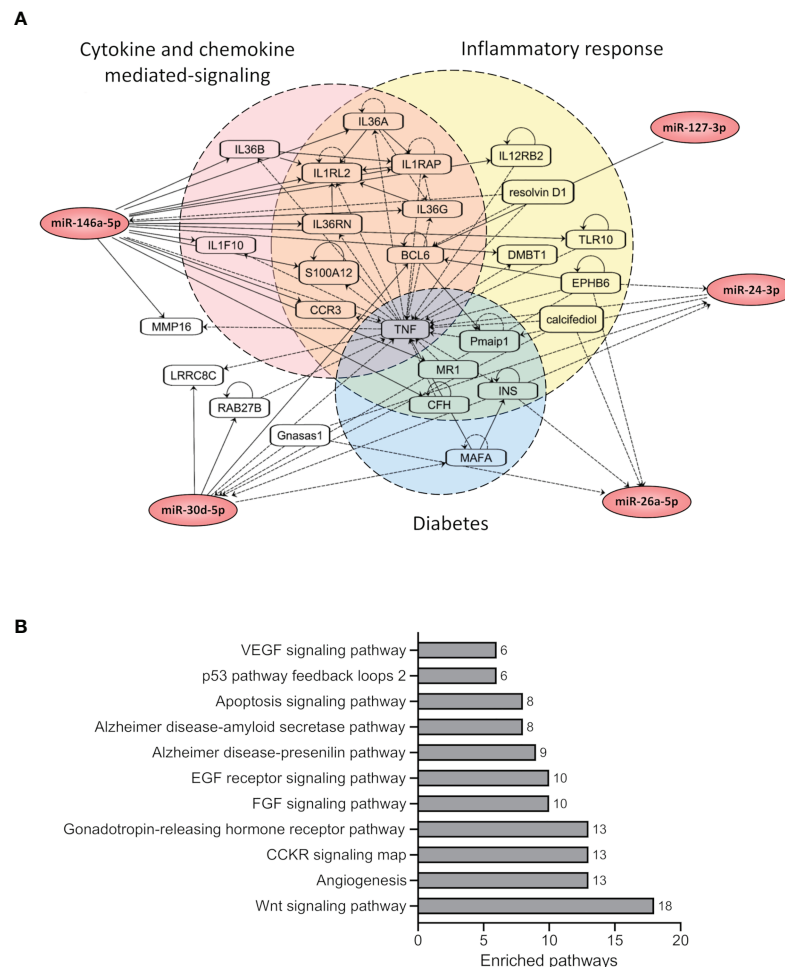 A
Cytokine and chemokine
mediated-signaling
Inflammatory response
miR-127-3p
IL36A
IL36B
IL12RB2
IL1RAP
IL1RL2
resolvin D1
IL36G
miR-146a-5p
IL36RN
IL1F10
TLR10
BCL6
DMBT1
S100A12
EPHB6
miR-24-3p
CCR3
calcifediol
MMP16
TNF
Pmaip1
LRRC8C
MR1
INS
RAB27B
CFH
Gnasas1
MAFA
miR-30d-5p
miR-26a-5p
Diabetes
B
VEGF signaling pathway 6
p53 pathway feedback loops 2 6
Apoptosis signaling pathway 8
Alzheimer disease-amyloid secretase pathway 8
Alzheimer disease-presenilin pathway 9
EGF receptor signaling pathway 10
FGF signaling pathway 10
Gonadotropin-releasing hormone receptor pathway 13
CCKR signaling map 13
Angiogenesis 13
Wnt signaling pathway 18
0 5 10 15 20
Enriched pathways